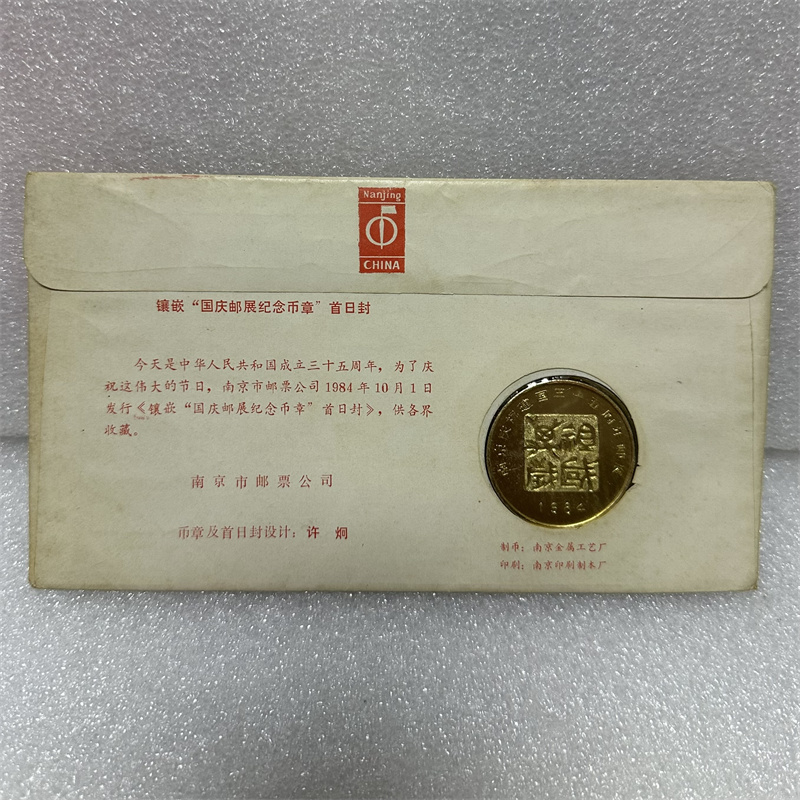 Nanjing
CHINA
镶嵌“国庆邮展纪念币章”首日封
今天是中华人民共和国成立三十五周年，为了庆
祝这伟大的节日，南京市邮票公司1984年10月1日
发行《镶嵌“国庆邮展纪念币章”首日封》，供各界
收藏。
南京市邮票公司
币章及首日封设计：许 炯
祖国
万岁
1984
制币：南京金属工艺厂
印刷：南京印刷制本厂